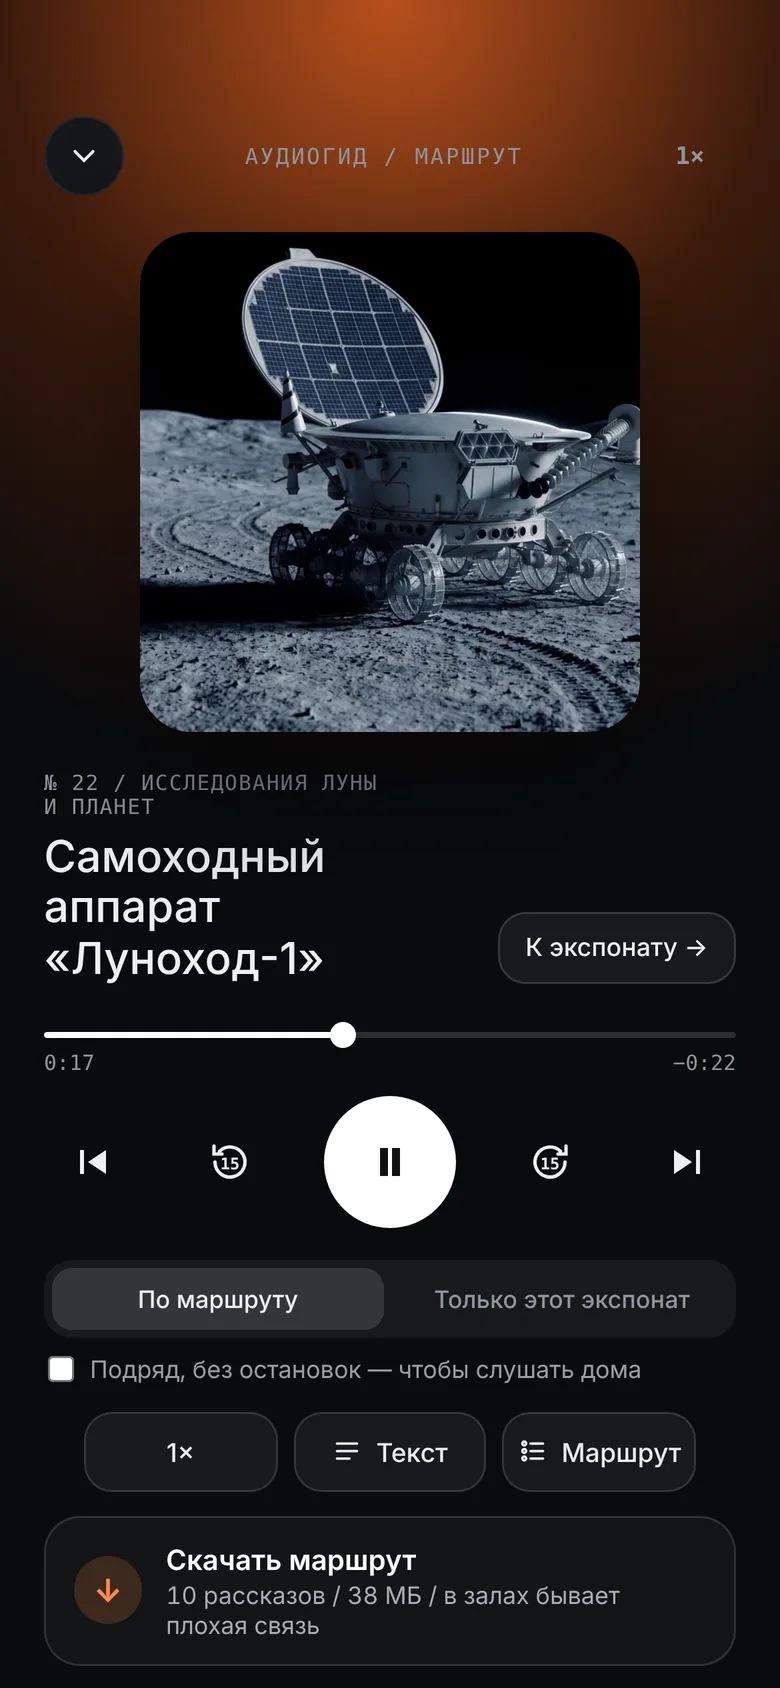 АУДИОГИД / МАРШРУТ
1×
№ 22 / ИССЛЕДОВАНИЯ ЛУНЫ
И ПЛАНЕТ
Самоходный
аппарат
«Луноход-1»
К экспонату →
0:17
−0:22
15
15
По маршруту
Только этот экспонат
Подряд, без остановок — чтобы слушать дома
1×
Текст
Маршрут
Скачать маршрут
10 рассказов / 38 МБ / в залах бывает
плохая связь